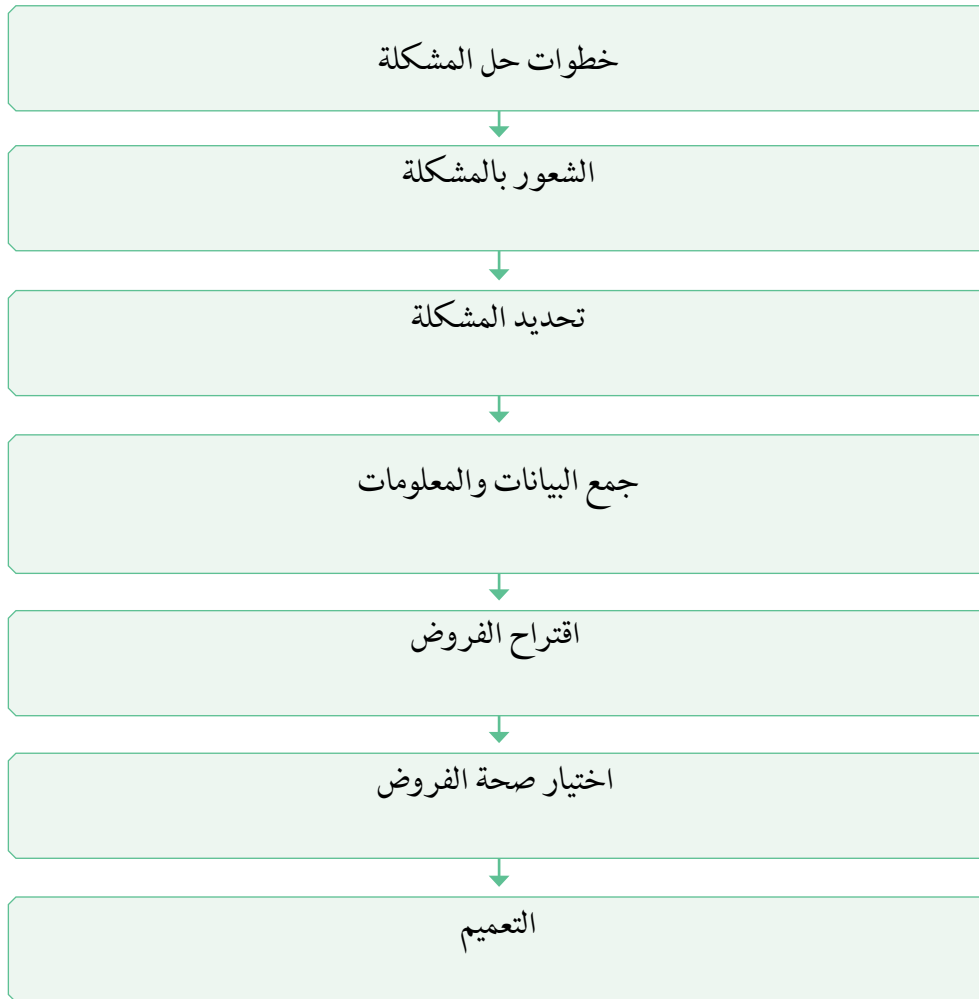 خطوات حل المشكلة
الشعور بالمشكلة
تحديد المشكلة
جمع البيانات والمعلومات
اقتراح الفروض
اختيار صحة الفروض
التعميم